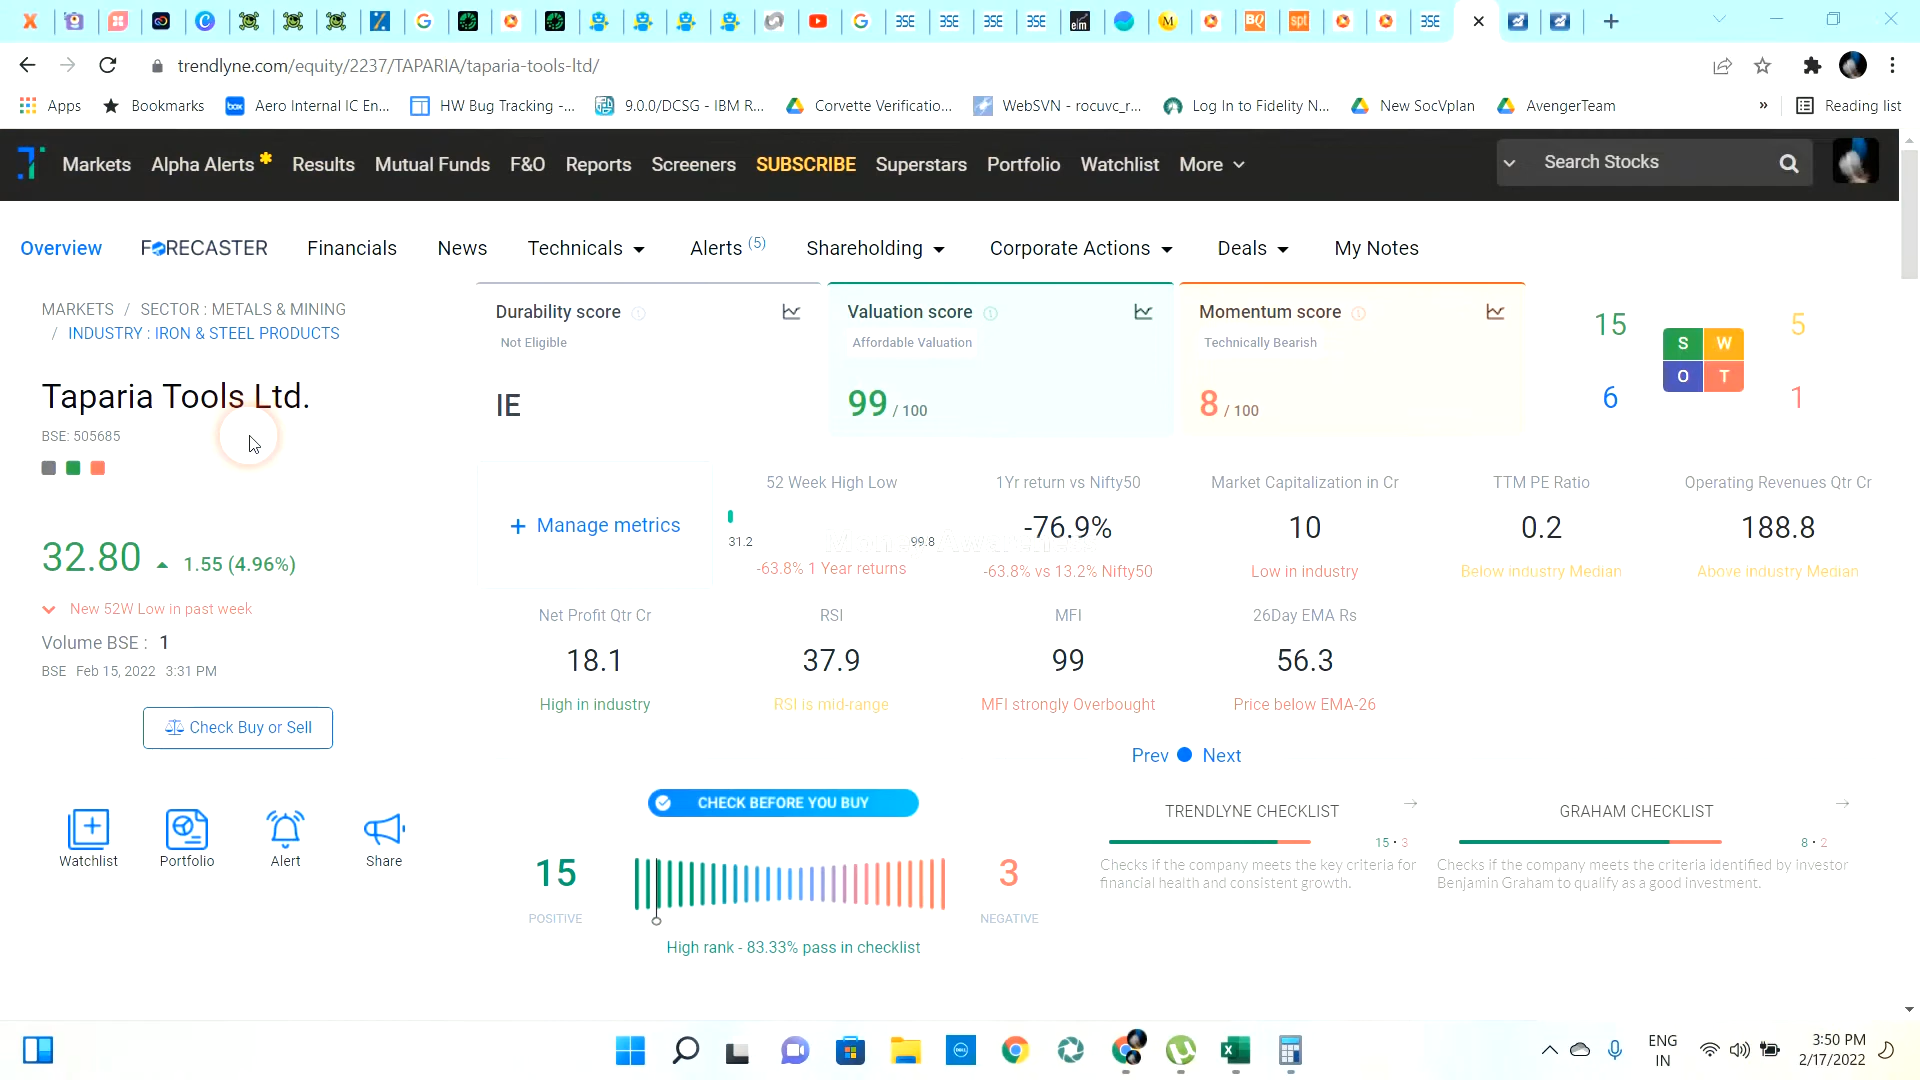 trendlyne.com/equity/2237/TAPARIA/taparia-tools-ltd/
Apps Bookmarks Aero Internal IC En... HW Bug Tracking -... 9.0.0/DCSG - IBM R... Corvette Verificatio... WebSVN - rocuvc_r... Log In to Fidelity N... New SocVplan AvengerTeam » Reading list
Markets Alpha Alerts Results Mutual Funds F&O Reports Screeners SUBSCRIBE Superstars Portfolio Watchlist More Search Stocks
Overview FORECASTER Financials News Technicals Alerts (5) Shareholding Corporate Actions Deals My Notes
MARKETS / SECTOR : METALS & MINING
/ INDUSTRY : IRON & STEEL PRODUCTS
Taparia Tools Ltd.
BSE: 505685
32.80 1.55 (4.96%)
New 52W Low in past week
Volume BSE : 1
BSE Feb 15, 2022 3:31 PM
Check Buy or Sell
Watchlist Portfolio Alert Share
Durability score
Not Eligible
IE
Valuation score
Affordable Valuation
99 / 100
Momentum score
Technically Bearish
8 / 100
15 S W 5
6 O T 1
+ Manage metrics
52 Week High Low
31.2 99.8
-63.8% 1 Year returns
1Yr return vs Nifty50
-76.9%
-63.8% vs 13.2% Nifty50
Market Capitalization in Cr
10
Low in industry
TTM PE Ratio
0.2
Below industry Median
Operating Revenues Qtr Cr
188.8
Above industry Median
Net Profit Qtr Cr
18.1
High in industry
RSI
37.9
RSI is mid-range
MFI
99
MFI strongly Overbought
26Day EMA Rs
56.3
Price below EMA-26
Prev Next
CHECK BEFORE YOU BUY
15
POSITIVE
3
NEGATIVE
High rank - 83.33% pass in checklist
TRENDLYNE CHECKLIST
15 · 3
Checks if the company meets the key criteria for
financial health and consistent growth.
GRAHAM CHECKLIST
8 · 2
Checks if the company meets the criteria identified by investor
Benjamin Graham to qualify as a good investment.
ENG
IN
3:50 PM
2/17/2022